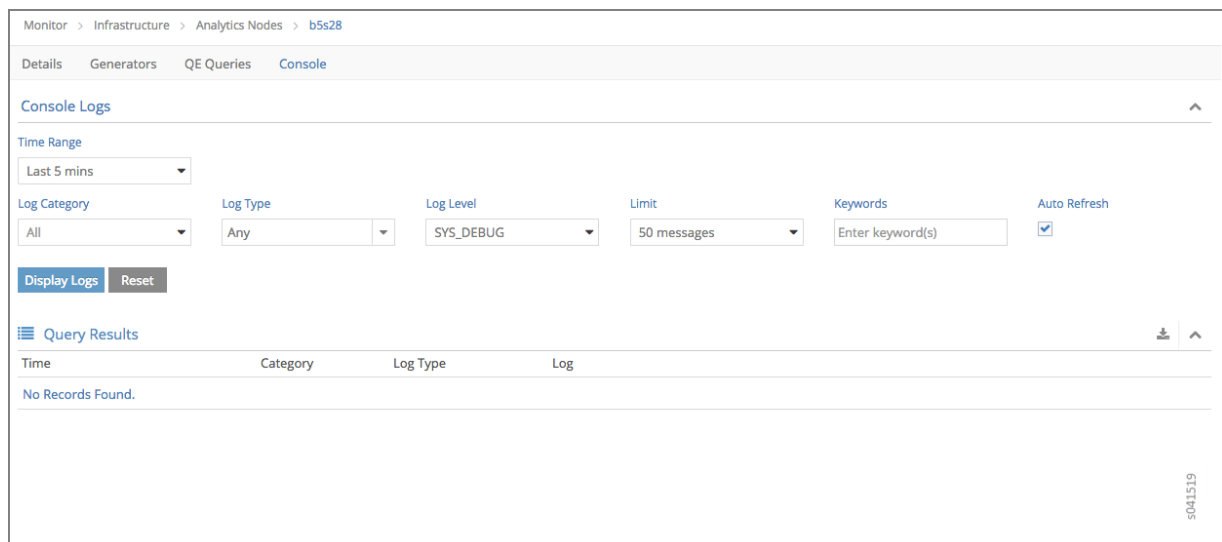 Monitor > Infrastructure > Analytics Nodes > b5s28
Details Generators QE Queries Console
Console Logs
Time Range
Last 5 mins
Log Category Log Type Log Level Limit Keywords Auto Refresh
All Any SYS_DEBUG 50 messages Enter keyword(s)
Display Logs Reset
Query Results
Time Category Log Type Log
No Records Found.
s041519